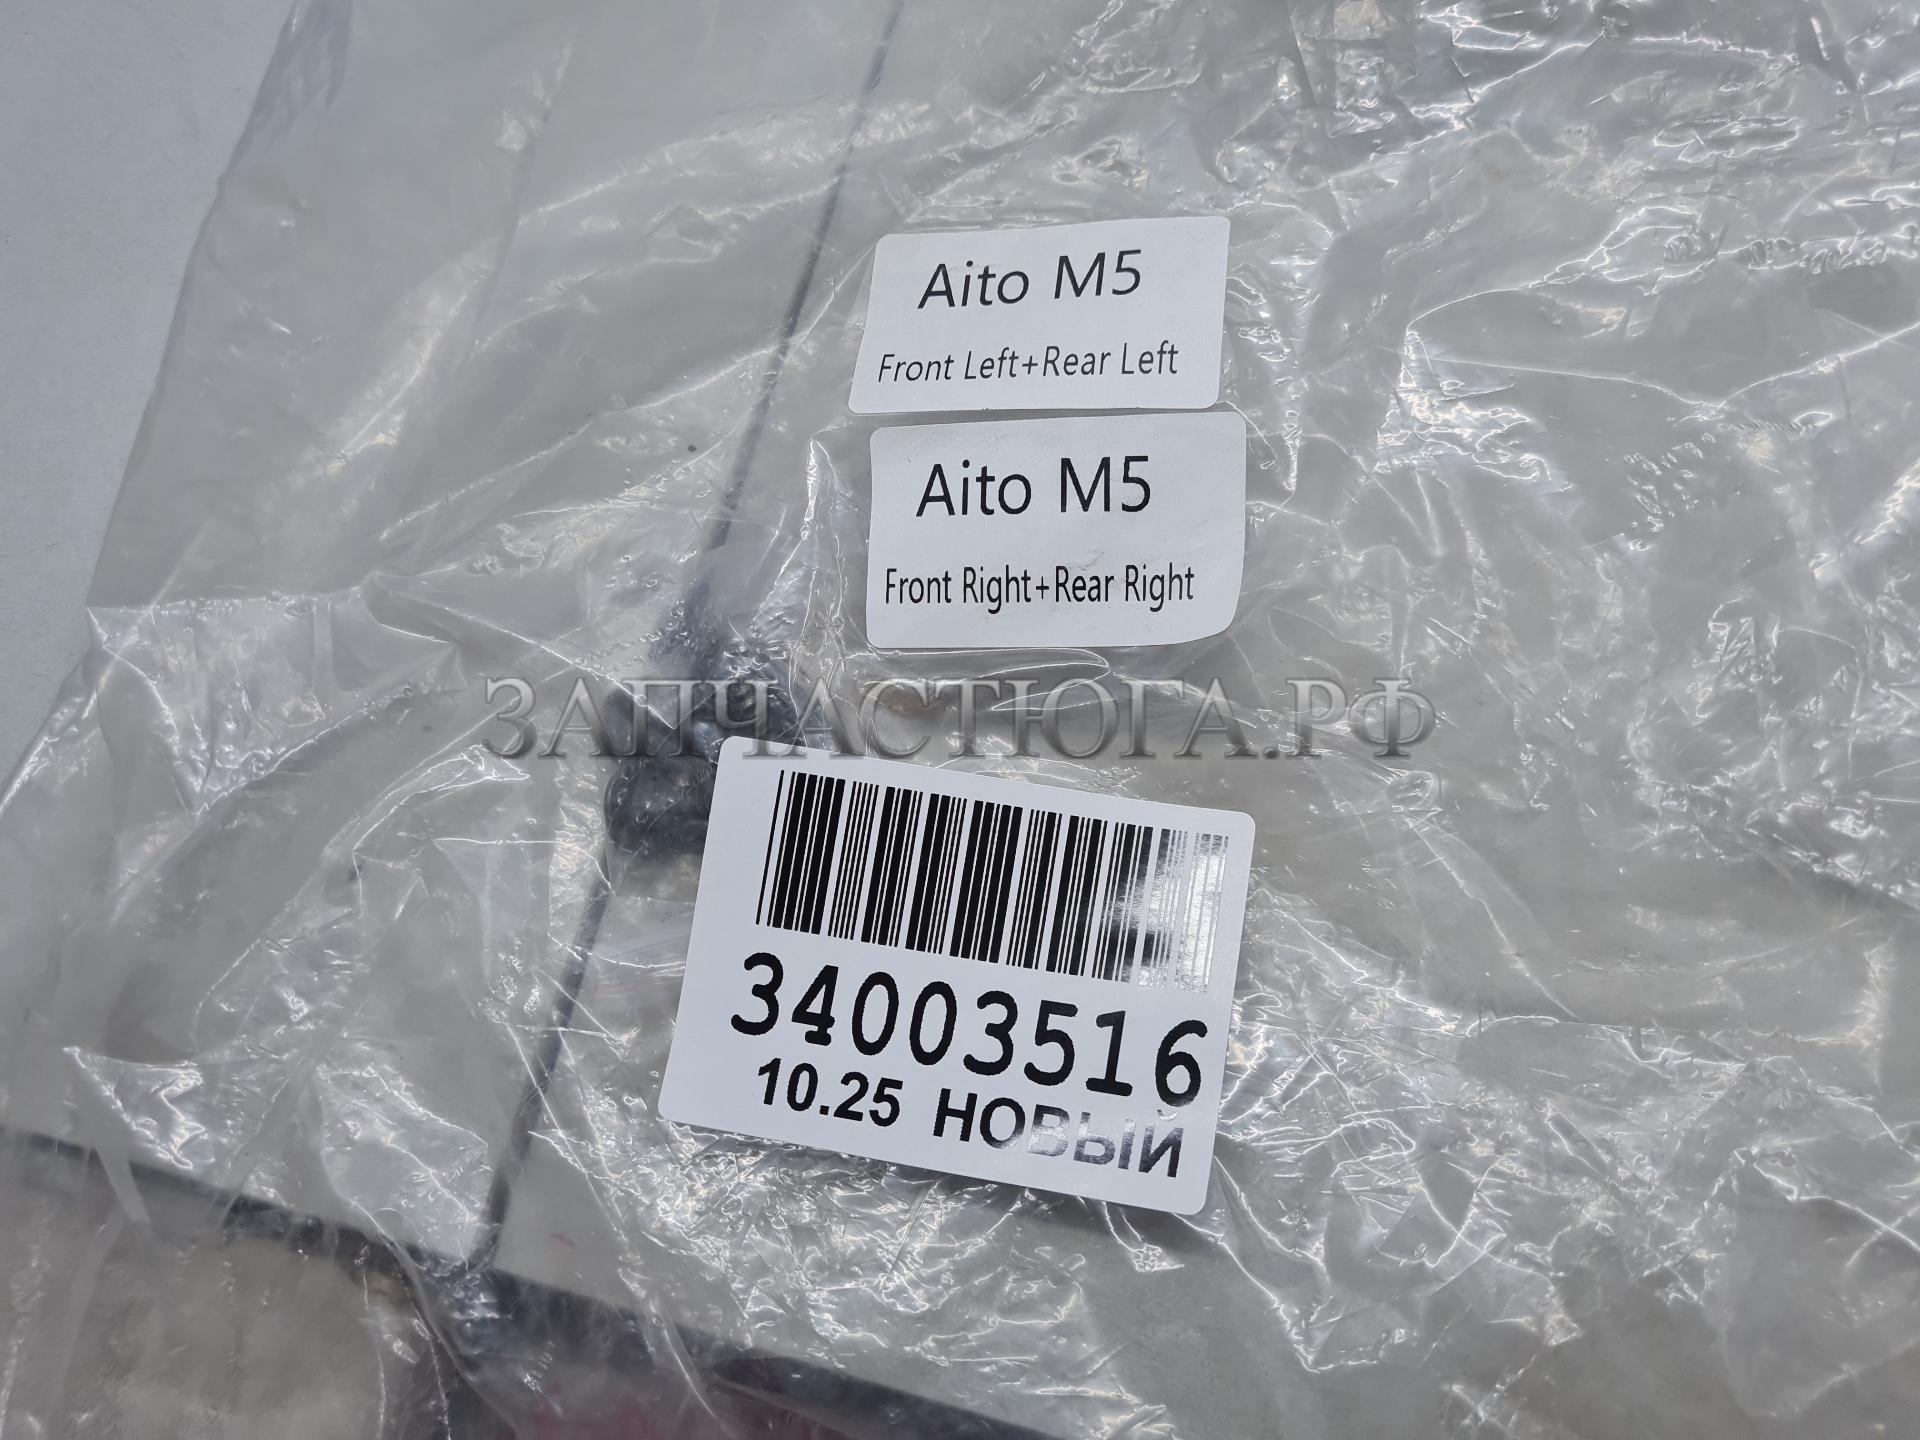 Aito M5
Front Left+Rear Left
Aito M5
Front Right+Rear Right
ЗАПЧАСТЮГА.РФ
34003516
10.25 НОВЫЙ